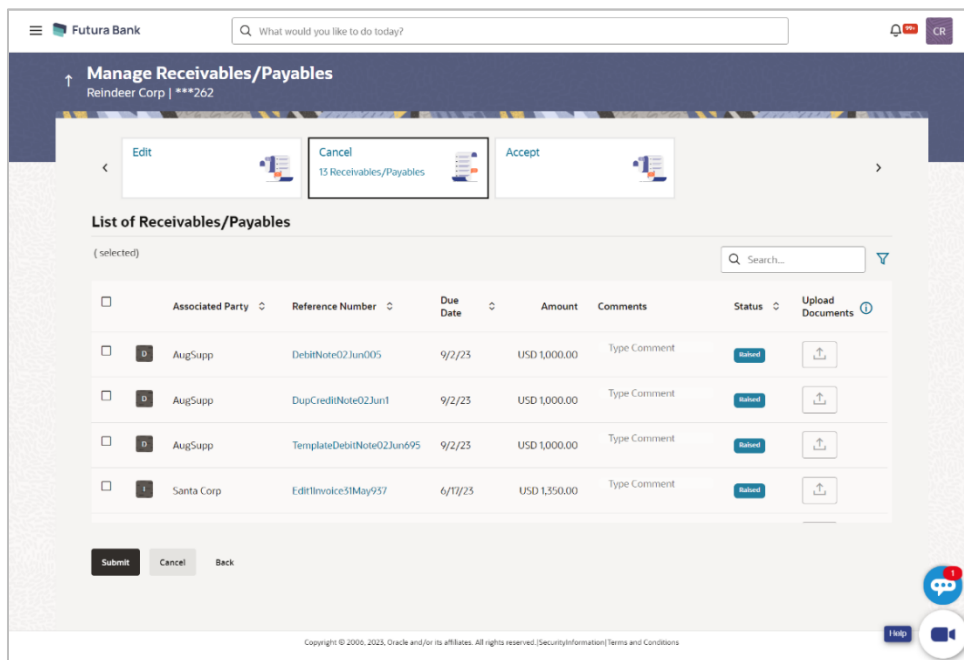 Futura Bank
What would you like to do today?
99+
CR
Manage Receivables/Payables
Reindeer Corp | ***262
Edit
Cancel
13 Receivables/Payables
Accept
List of Receivables/Payables
( selected)
Search...
Associated Party
Reference Number
Due Date
Amount
Comments
Status
Upload Documents
D AugSupp DebitNote02Jun005 9/2/23 USD 1,000.00 Type Comment Raised
D AugSupp DupCreditNote02Jun1 9/2/23 USD 1,000.00 Type Comment Raised
D AugSupp TemplateDebitNote02Jun695 9/2/23 USD 1,000.00 Type Comment Raised
I Santa Corp Edit1Invoice31May937 6/17/23 USD 1,350.00 Type Comment Raised
Submit
Cancel
Back
1
Help
Copyright © 2006, 2023, Oracle and/or its affiliates. All rights reserved.|SecurityInformation|Terms and Conditions